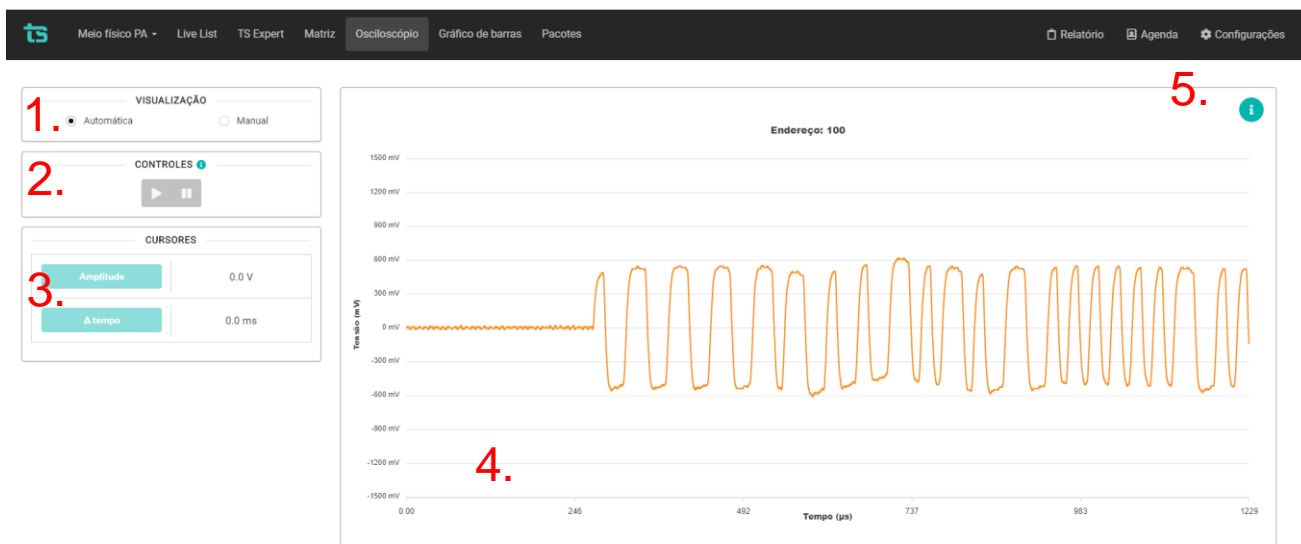 ts Meio físico PA Live List TS Expert Matriz Osciloscópio Gráfico de barras Pacotes Relatório Agenda Configurações
5.
VISUALIZAÇÃO
1.
Automática Manual
i
Endereço: 100
CONTROLES i
2.
CURSORES
3.
Amplitude 0.0 V
Δ tempo 0.0 ms
1500 mV
1200 mV
900 mV
600 mV
300 mV
0 mV
-300 mV
-600 mV
-900 mV
-1200 mV
-1500 mV
Tensão (mV)
4.
0.00 246 492 737 983 1229
Tempo (µs)